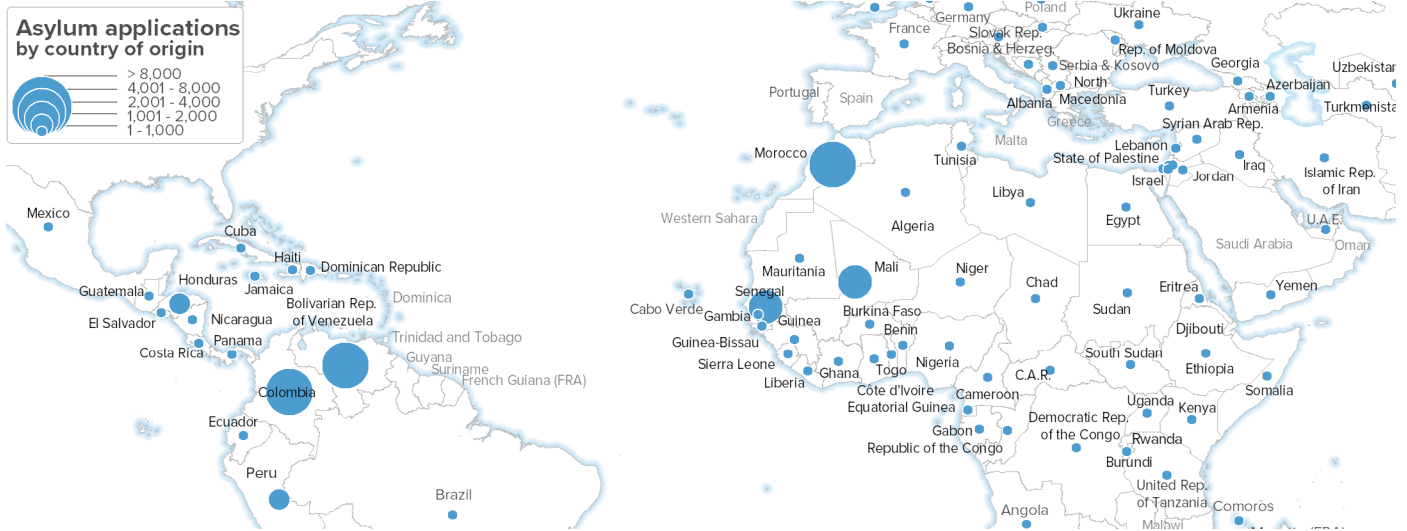 Asylum applications
by country of origin
> 8,000
4,001 - 8,000
2,001 - 4,000
1,001 - 2,000
1 - 1,000
Germany
Poland
Ukraine
France
Slovak Rep.
Bosnia & Herzeg.
Rep. of Moldova
Serbia & Kosovo
Georgia
Uzbekistan
North
Macedonia
Azerbaijan
Portugal
Spain
Albania
Turkey
Armenia
Turkmenista
Greece
Syrian Arab Rep.
Malta
Morocco
Tunisia
Lebanon
State of Palestine
Israel
Jordan
Iraq
Islamic Rep.
of Iran
Libya
Algeria
Egypt
Western Sahara
Mexico
Cuba
U.A.E.
Saudi Arabia
Oman
Haiti
Dominican Republic
Honduras
Jamaica
Guatemala
Mauritania
Mali
Niger
Chad
Sudan
Eritrea
Yemen
Bolivarian Rep.
of Venezuela
Dominica
Senegal
Cabo Verde
Gambia
Guinea
Burkina Faso
Benin
El Salvador
Nicaragua
Panama
Costa Rica
Trinidad and Tobago
Guyana
Suriname
French Guiana (FRA)
Guinea-Bissau
Sierra Leone
Liberia
Ghana
Togo
Nigeria
Côte d'Ivoire
Cameroon
C.A.R.
South Sudan
Djibouti
Ethiopia
Somalia
Colombia
Equatorial Guinea
Gabon
Republic of the Congo
Democratic Rep.
of the Congo
Uganda
Kenya
Rwanda
Burundi
Ecuador
Peru
Brazil
United Rep.
of Tanzania
Angola
Comoros
Malawi